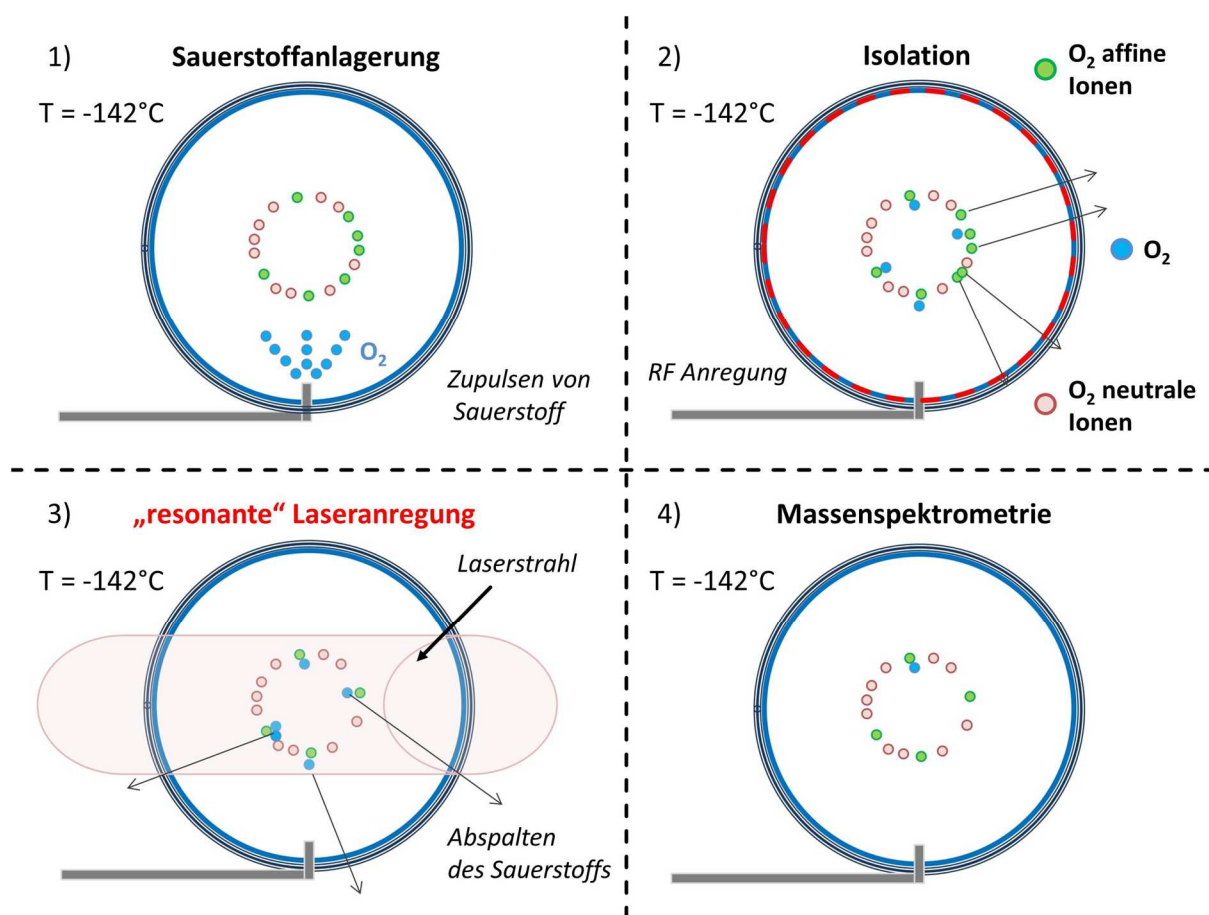 1)
Sauerstoffanlagerung
T = -142°C
O₂
Zupulsen von
Sauerstoff
2)
Isolation
T = -142°C
RF Anregung
O₂ affine
Ionen
O₂
O₂ neutrale
Ionen
3)
„resonante“ Laseranregung
T = -142°C
Laserstrahl
Abspalten
des Sauerstoffs
4)
Massenspektrometrie
T = -142°C